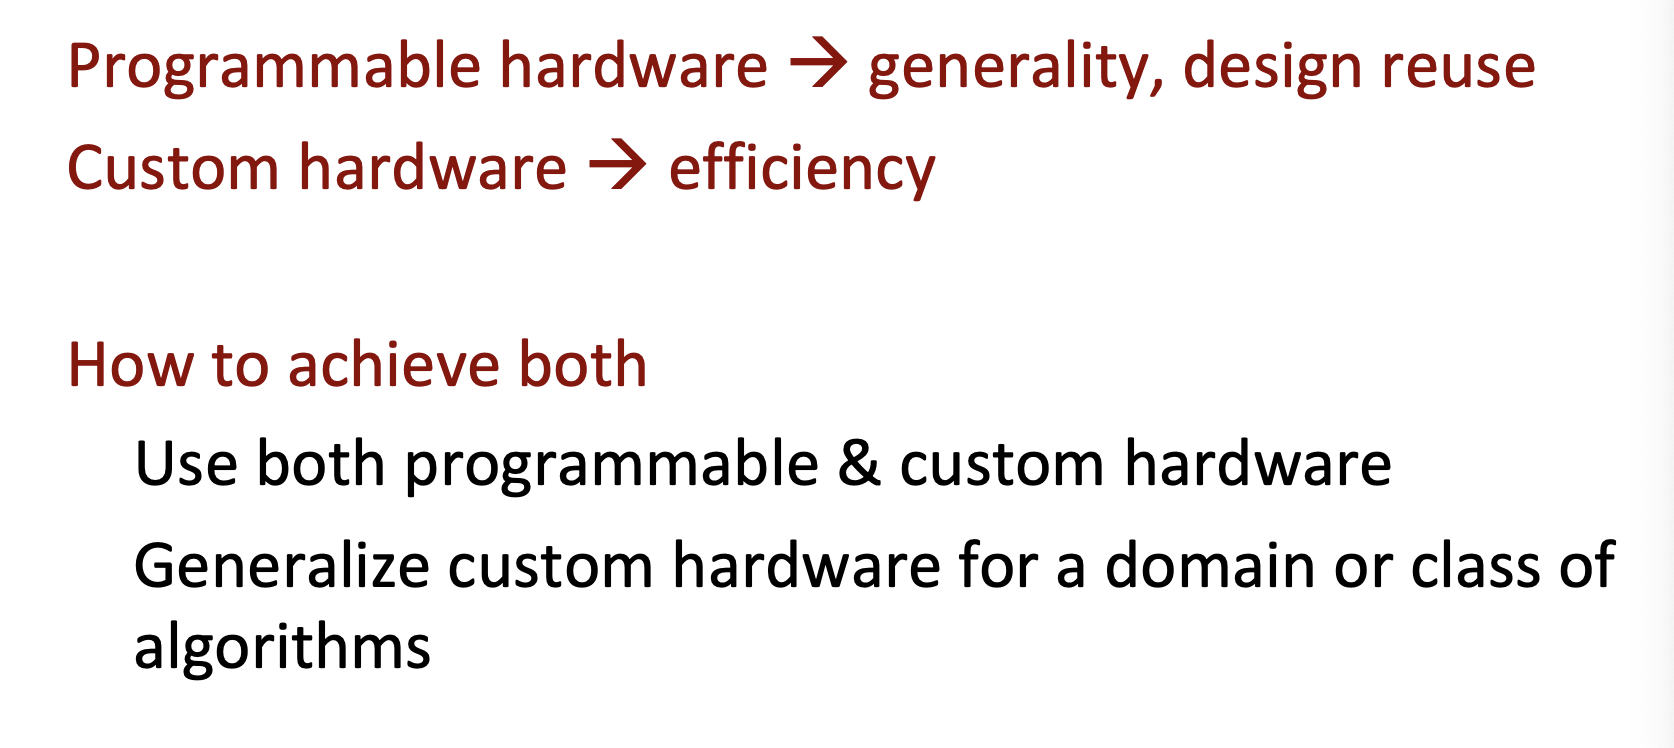 Programmable hardware → generality, design reuse
Custom hardware → efficiency
How to achieve both
Use both programmable & custom hardware
Generalize custom hardware for a domain or class of
algorithms